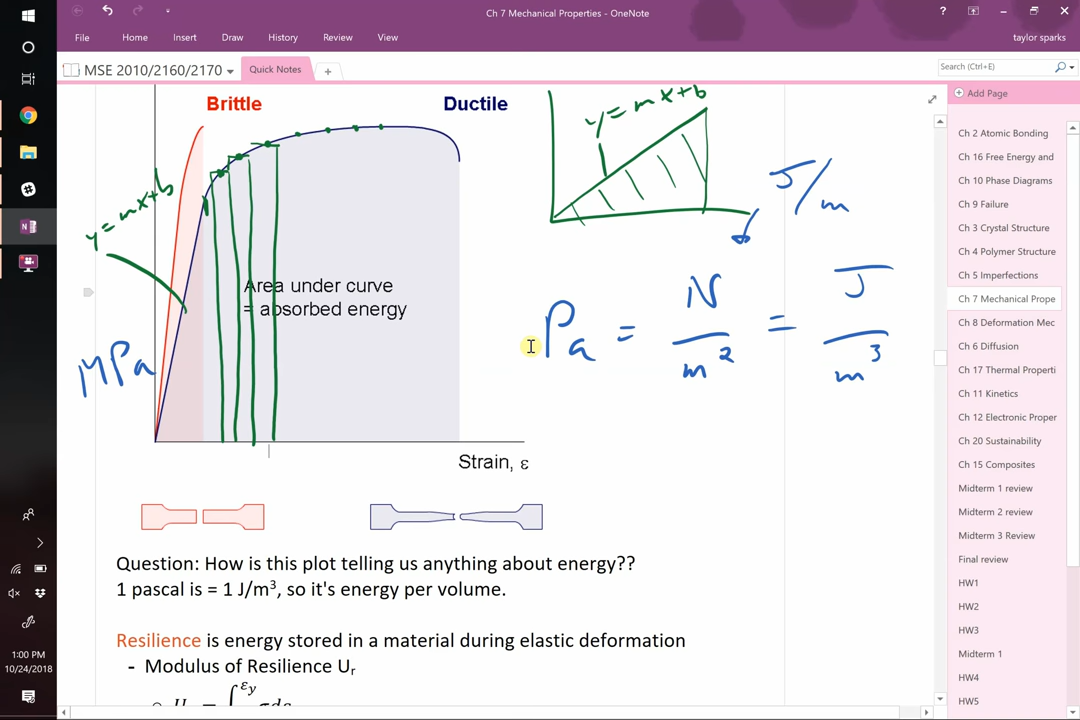 Ch 7 Mechanical Properties - OneNote
?
File
Home
Insert
Draw
History
Review
View
taylor sparks
MSE 2010/2160/2170
Quick Notes
+
Search (Ctrl+E)
Add Page
Brittle
Ductile
y = mx+b
y = mx+b
J/m
Area under curve
= absorbed energy
MPa
Pa = N/m² = J/m³
Strain, ε
Question: How is this plot telling us anything about energy??
1 pascal is = 1 J/m³, so it's energy per volume.
Resilience is energy stored in a material during elastic deformation
- Modulus of Resilience Uᵣ
Ch 2 Atomic Bonding
Ch 16 Free Energy and
Ch 10 Phase Diagrams
Ch 9 Failure
Ch 3 Crystal Structure
Ch 4 Polymer Structure
Ch 5 Imperfections
Ch 7 Mechanical Prope
Ch 8 Deformation Mec
Ch 6 Diffusion
Ch 17 Thermal Properti
Ch 11 Kinetics
Ch 12 Electronic Proper
Ch 20 Sustainability
Ch 15 Composites
Midterm 1 review
Midterm 2 review
Midterm 3 Review
Final review
HW1
HW2
HW3
Midterm 1
HW4
HW5
1:00 PM
10/24/2018